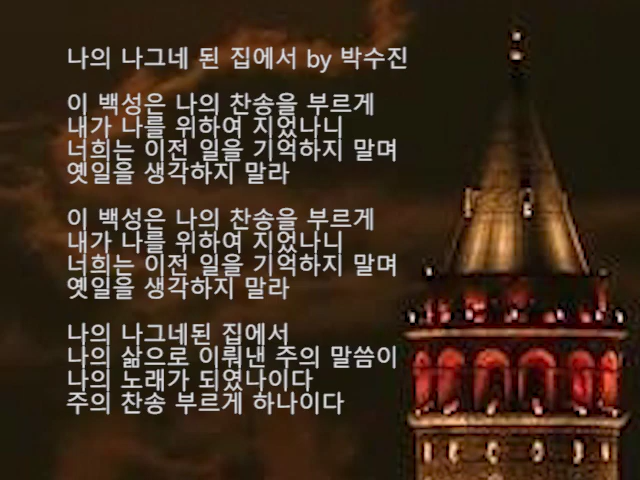 나의 나그네 된 집에서 by 박수진
이 백성은 나의 찬송을 부르게
내가 나를 위하여 지었나니
너희는 이전 일을 기억하지 말며
옛일을 생각하지 말라
이 백성은 나의 찬송을 부르게
내가 나를 위하여 지었나니
너희는 이전 일을 기억하지 말며
옛일을 생각하지 말라
나의 나그네된 집에서
나의 삶으로 이뤄낸 주의 말씀이
나의 노래가 되였나이다
주의 찬송 부르게 하나이다